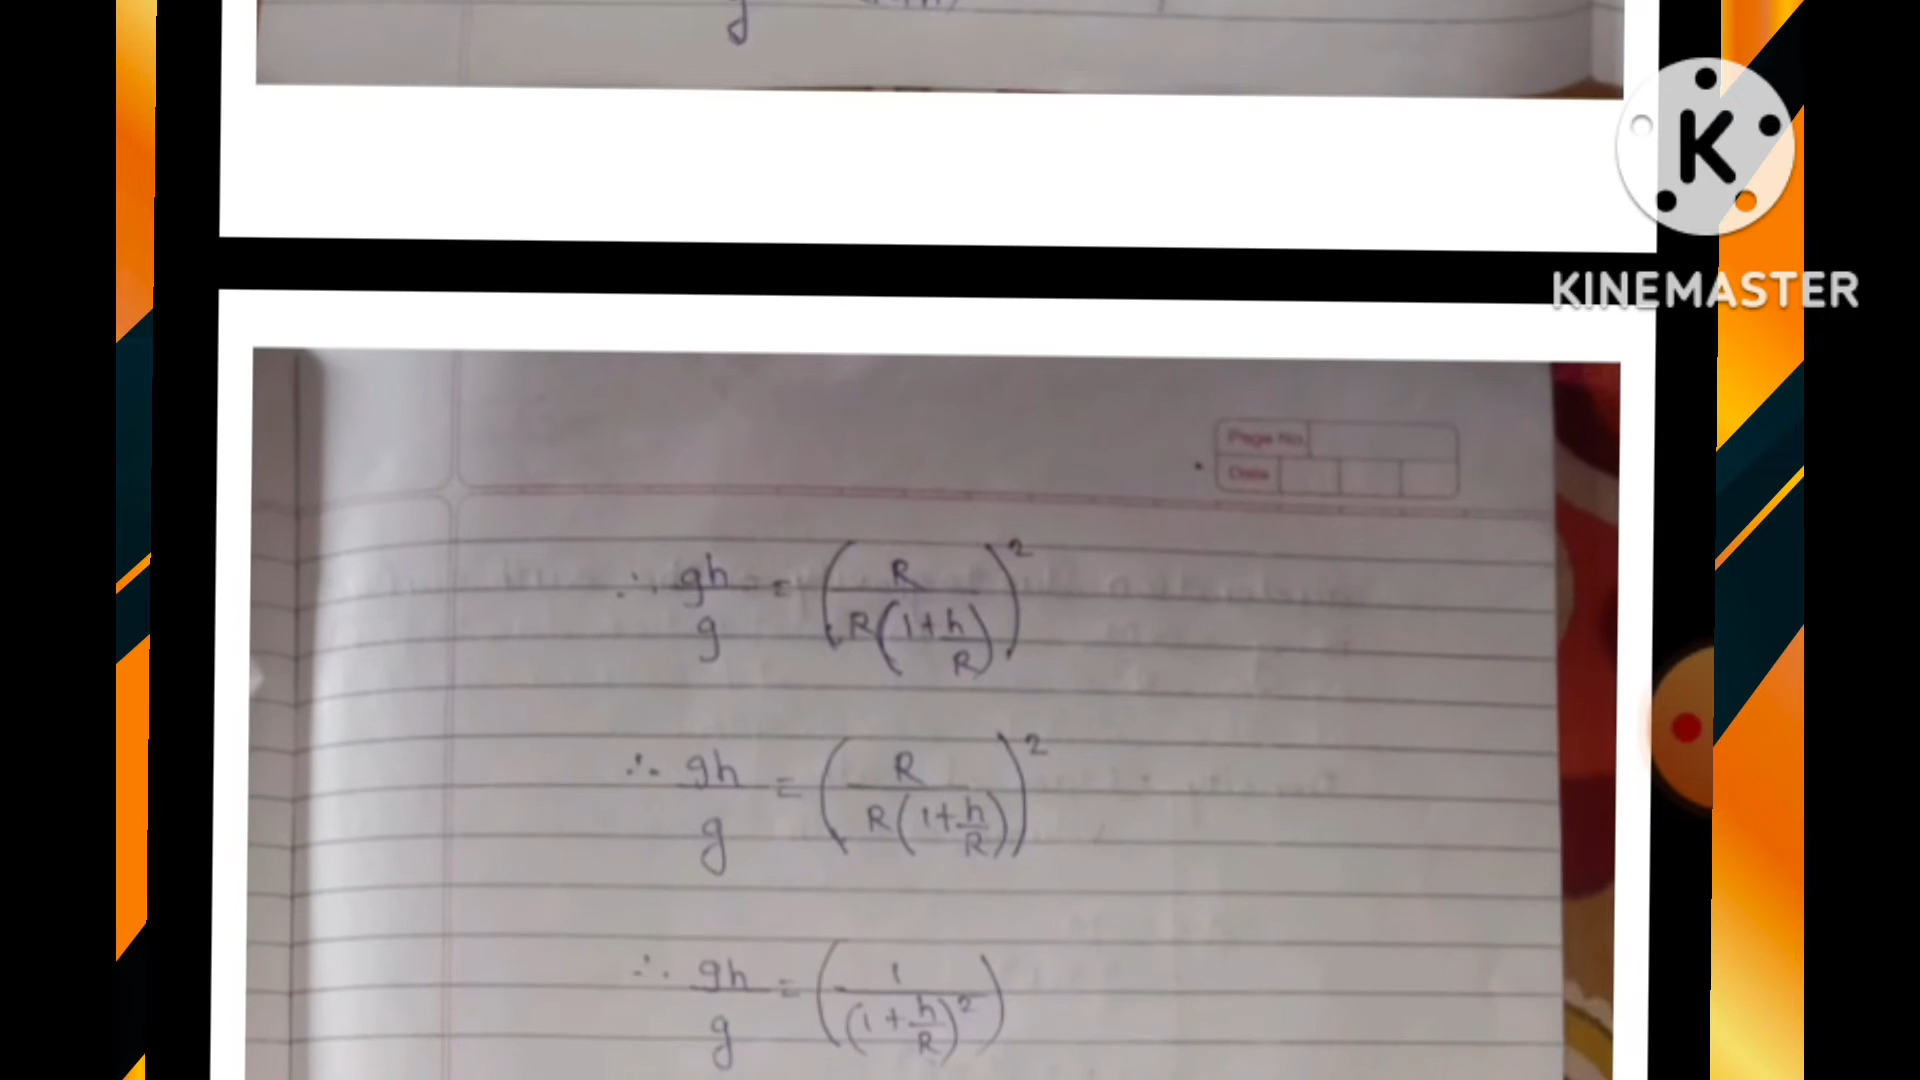 g
K
KINEMASTER
Page No.
Date
∴ gh/g = (R/R(1+h/R))²
∴ gh/g = (R/R(1+h/R))²
∴ gh/g = (1/(1+h/R)²)